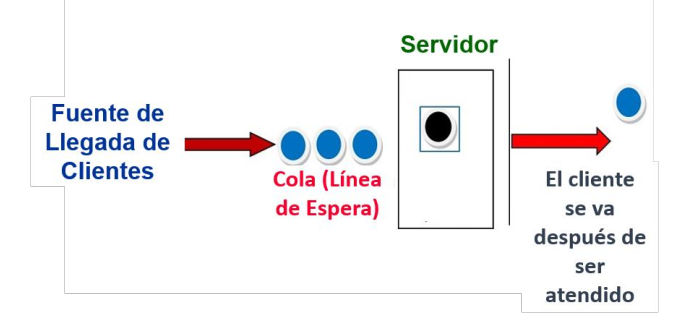 Servidor
Fuente de
Llegada de
Clientes
Cola (Línea
de Espera)
El cliente
se va
después de
ser
atendido